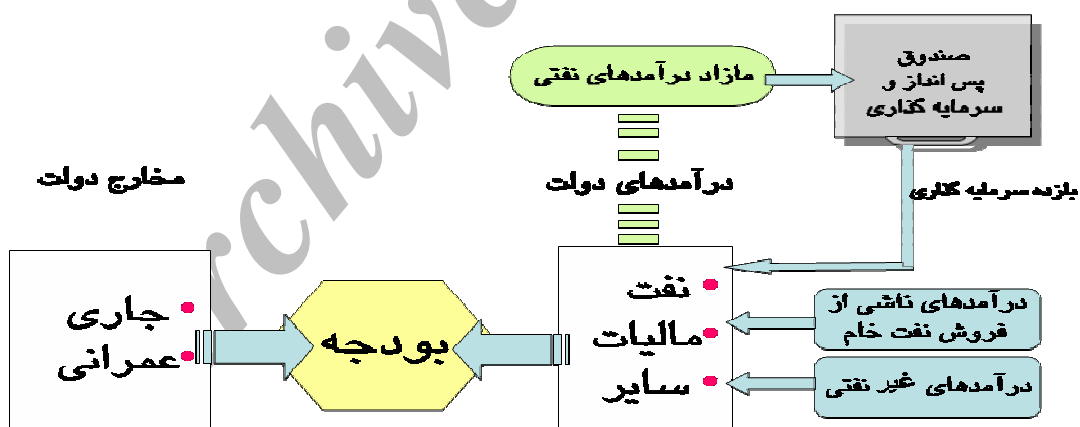 صندوق
پس انداز و
سرمایه گذاری
مازاد درآمدهای نفتی
مخارج دولت
درآمدهای دولت
بازده سرمایه گذاری
• نفت
• مالیات
• سایر
درآمدهای ناشی از
فروش نفت خام
درآمدهای غیر نفتی
بودجه
• جاری
• عمرانی
rchive